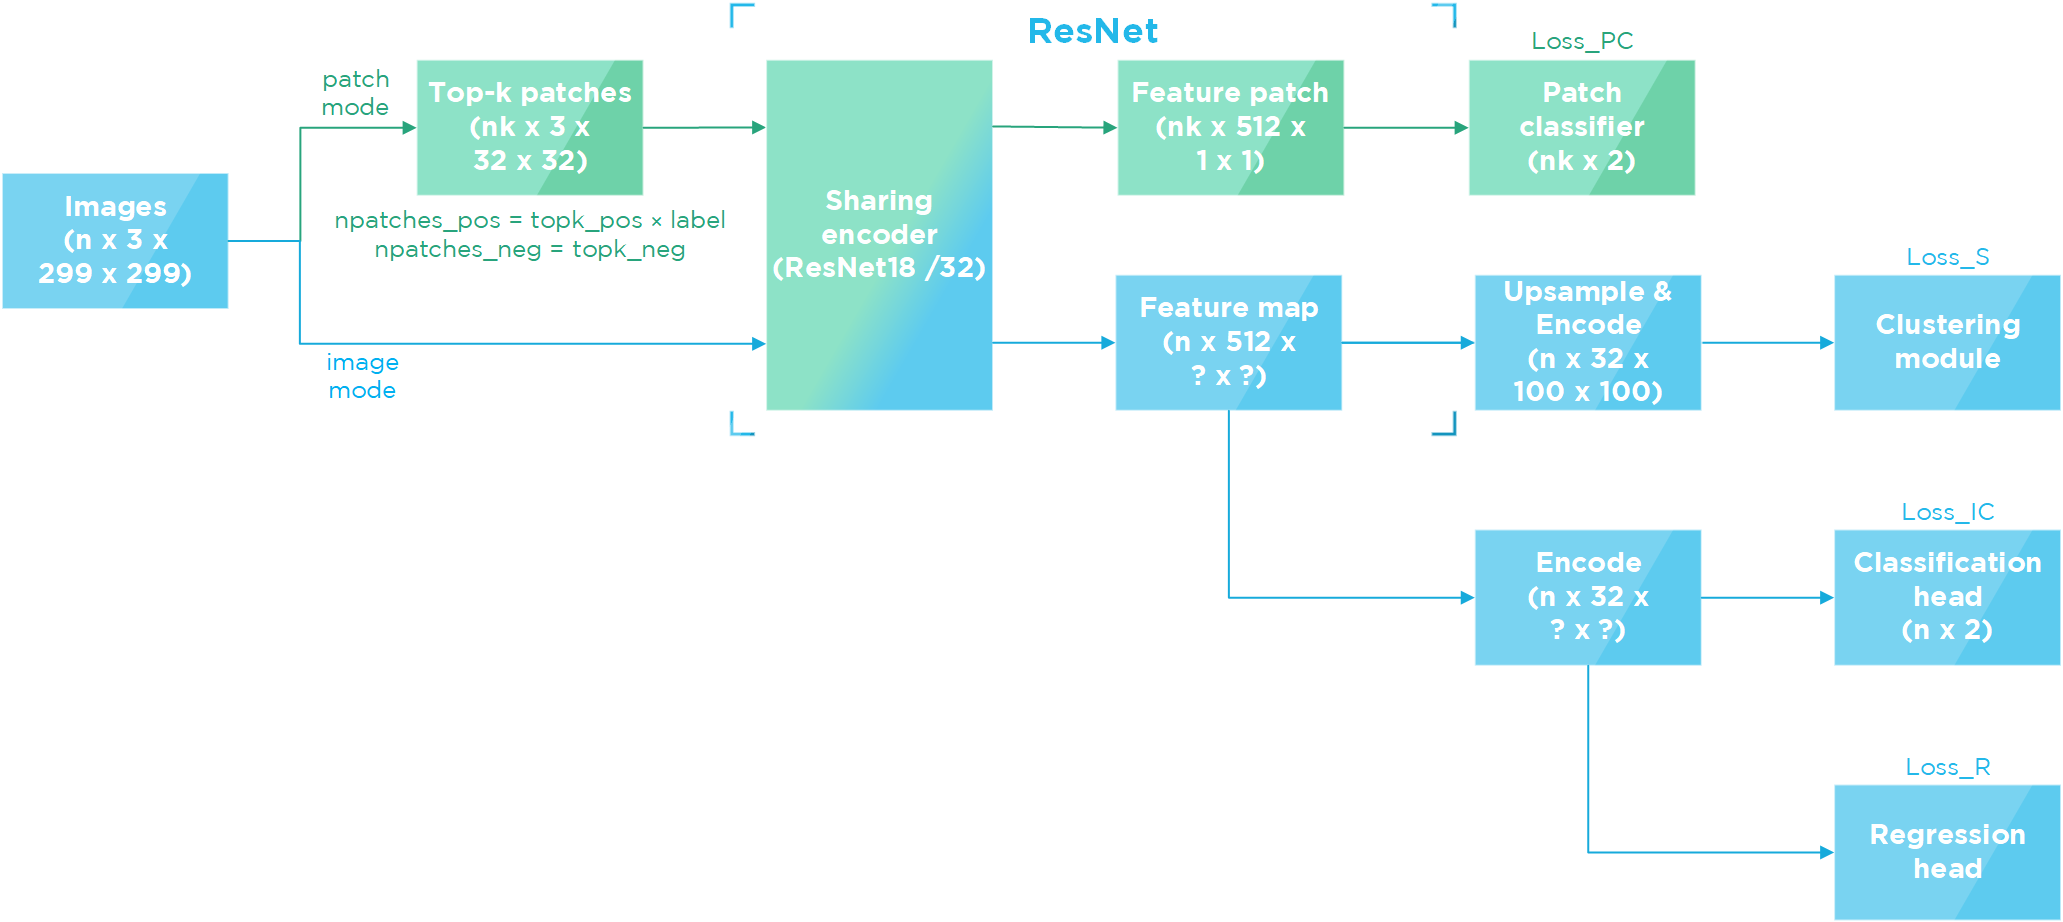 ResNet
Loss_PC
patch
mode
Top-k patches
(nk x 3 x
32 x 32)
Feature patch
(nk x 512 x
1 x 1)
Patch
classifier
(nk x 2)
Images
(n x 3 x
299 x 299)
npatches_pos = topk_pos × label
npatches_neg = topk_neg
Sharing
encoder
(ResNet18 /32)
image
mode
Feature map
(n x 512 x
? x ?)
Upsample &
Encode
(n x 32 x
100 x 100)
Loss_S
Clustering
module
Encode
(n x 32 x
? x ?)
Loss_IC
Classification
head
(n x 2)
Loss_R
Regression
head